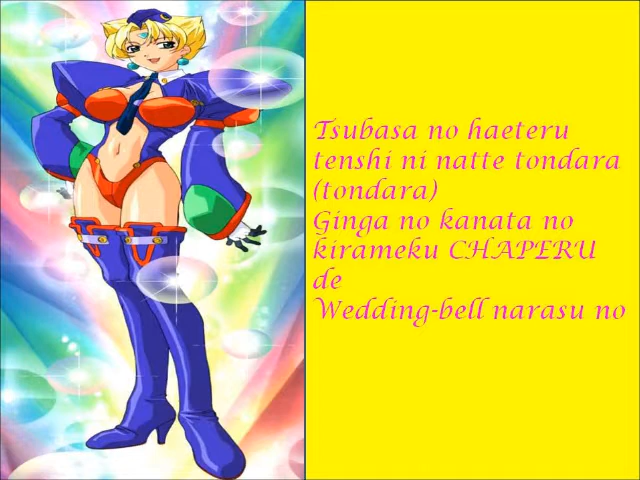 Tsubasa no haeteru
tenshi ni natte tondara
(tondara)
Ginga no kanata no
kirameku CHAPERU
de
Wedding-bell narasu no